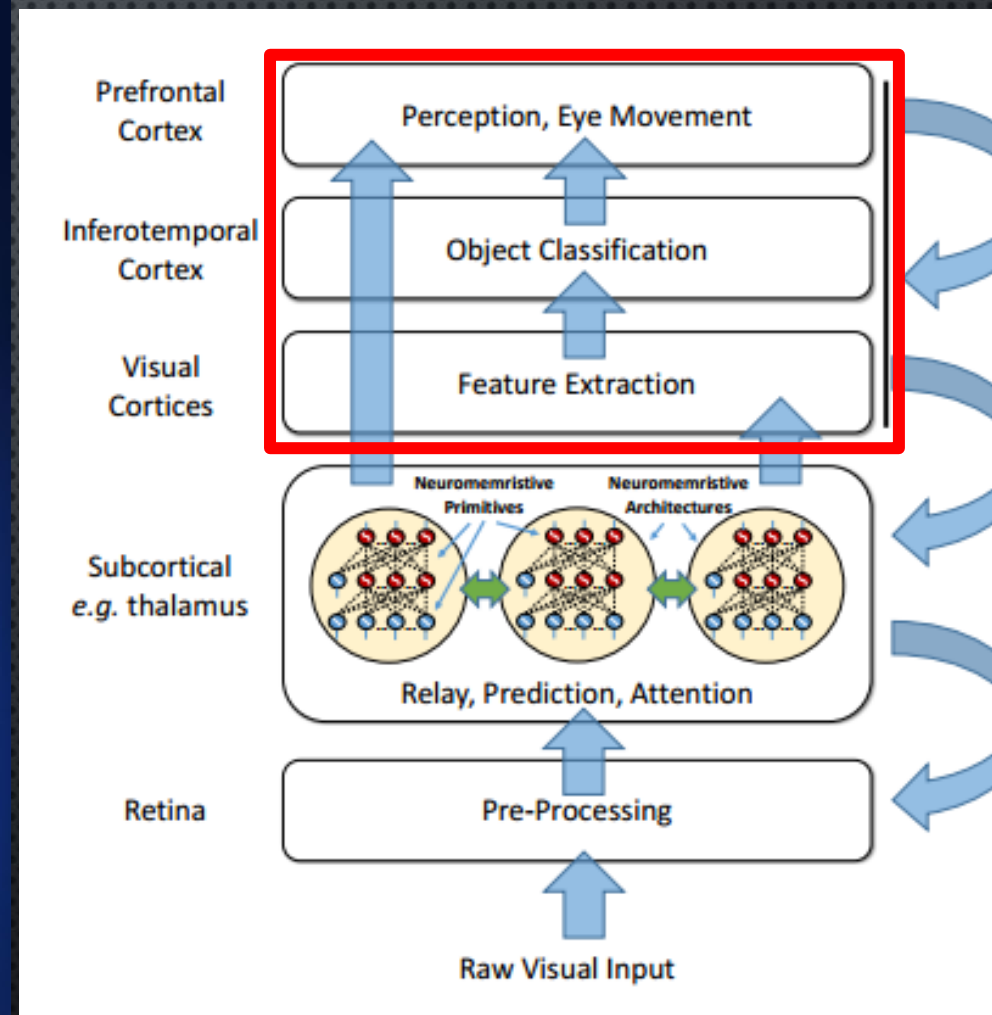 Prefrontal
Cortex
Perception, Eye Movement
Inferotemporal
Cortex
Object Classification
Visual
Cortices
Feature Extraction
Neuromemristive
Primitives
Neuromemristive
Architectures
Subcortical
e.g. thalamus
Relay, Prediction, Attention
Retina
Pre-Processing
Raw Visual Input